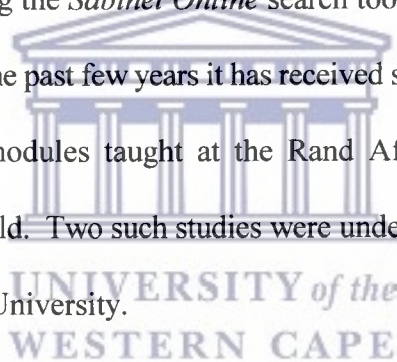 g the Sabinet Online search too
e past few years it has received s
nodules taught at the Rand Af
ld. Two such studies were unde
UNIVERSITY of the
University.
WESTERN CAPE